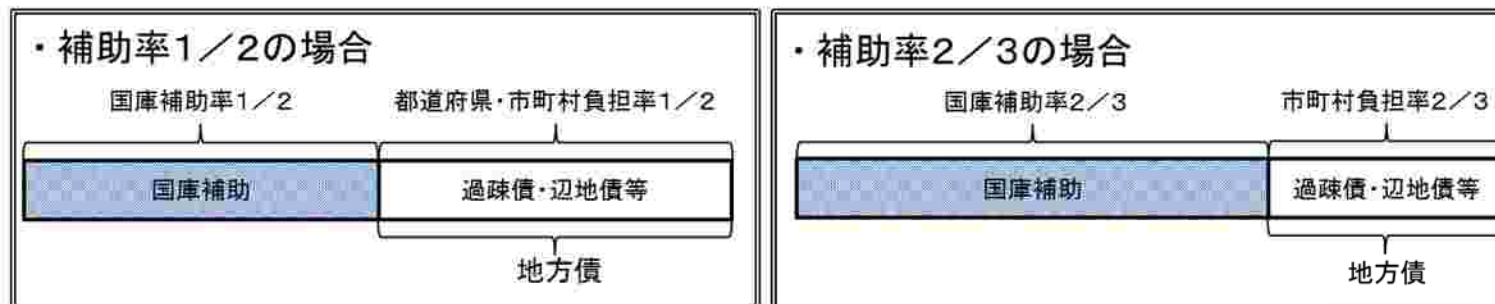 ・補助率1／2の場合
国庫補助率1／2
都道府県・市町村負担率1／2
国庫補助
過疎債・辺地債等
地方債
・補助率2／3の場合
国庫補助率2／3
市町村負担率2／3
国庫補助
過疎債・辺地債等
地方債